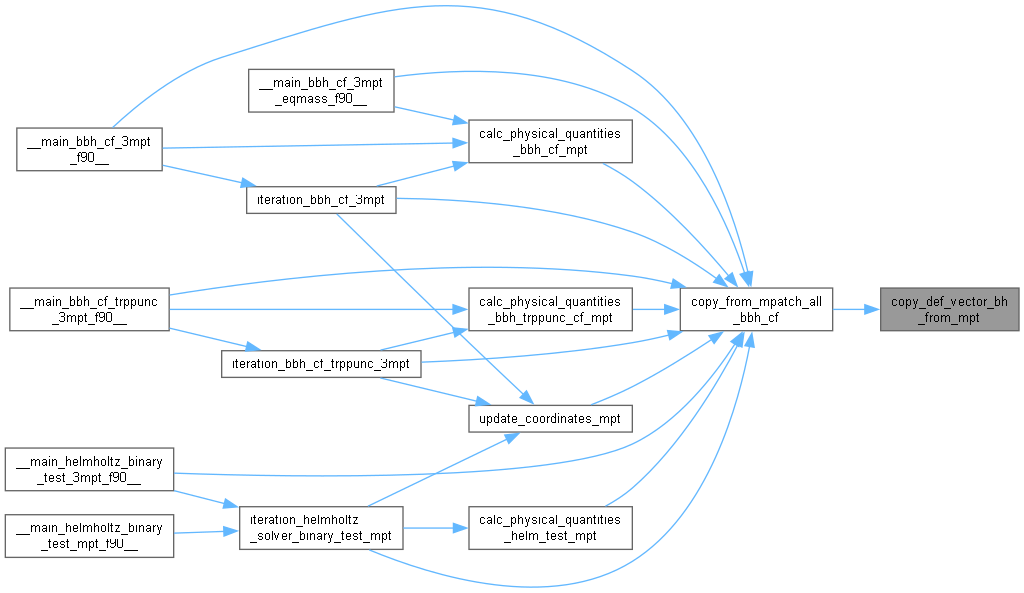 __main_bbh_cf_3mpt
_eqmass_f90__
__main_bbh_cf_3mpt
_f90__
calc_physical_quantities
_bbh_cf_mpt
iteration_bbh_cf_3mpt
__main_bbh_cf_trppunc
_3mpt_f90__
calc_physical_quantities
_bbh_trppunc_cf_mpt
copy_from_mpatch_all
_bbh_cf
copy_def_vector_bh
_from_mpt
iteration_bbh_cf_trppunc_3mpt
update_coordinates_mpt
__main_helmholtz_binary
_test_3mpt_f90__
__main_helmholtz_binary
_test_mpt_f90__
iteration_helmholtz
_solver_binary_test_mpt
calc_physical_quantities
_helm_test_mpt